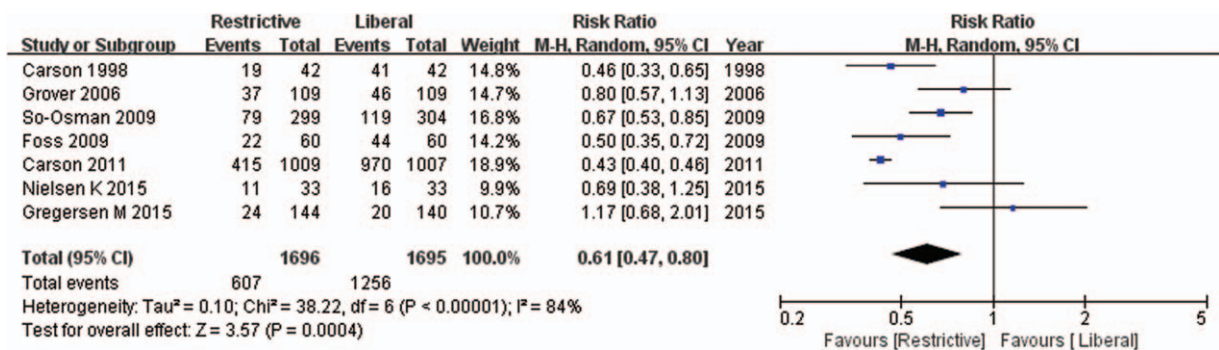 Restrictive Liberal Risk Ratio Risk Ratio
Study or Subgroup Events Total Events Total Weight M-H, Random, 95% CI Year M-H, Random, 95% CI
Carson 1998 19 42 41 42 14.8% 0.46 [0.33, 0.65] 1998
Grover 2006 37 109 46 109 14.7% 0.80 [0.57, 1.13] 2006
So-Osman 2009 79 299 119 304 16.8% 0.67 [0.53, 0.85] 2009
Foss 2009 22 60 44 60 14.2% 0.50 [0.35, 0.72] 2009
Carson 2011 415 1009 970 1007 18.9% 0.43 [0.40, 0.46] 2011
Nielsen K 2015 11 33 16 33 9.9% 0.69 [0.38, 1.25] 2015
Gregersen M 2015 24 144 20 140 10.7% 1.17 [0.68, 2.01] 2015
Total (95% CI) 1696 1695 100.0% 0.61 [0.47, 0.80]
Total events 607 1256
Heterogeneity: Tau² = 0.10; Chi² = 38.22, df = 6 (P < 0.00001); I² = 84%
Test for overall effect: Z = 3.57 (P = 0.0004)
0.2 0.5 1 2 5
Favours [Restrictive] Favours [Liberal]